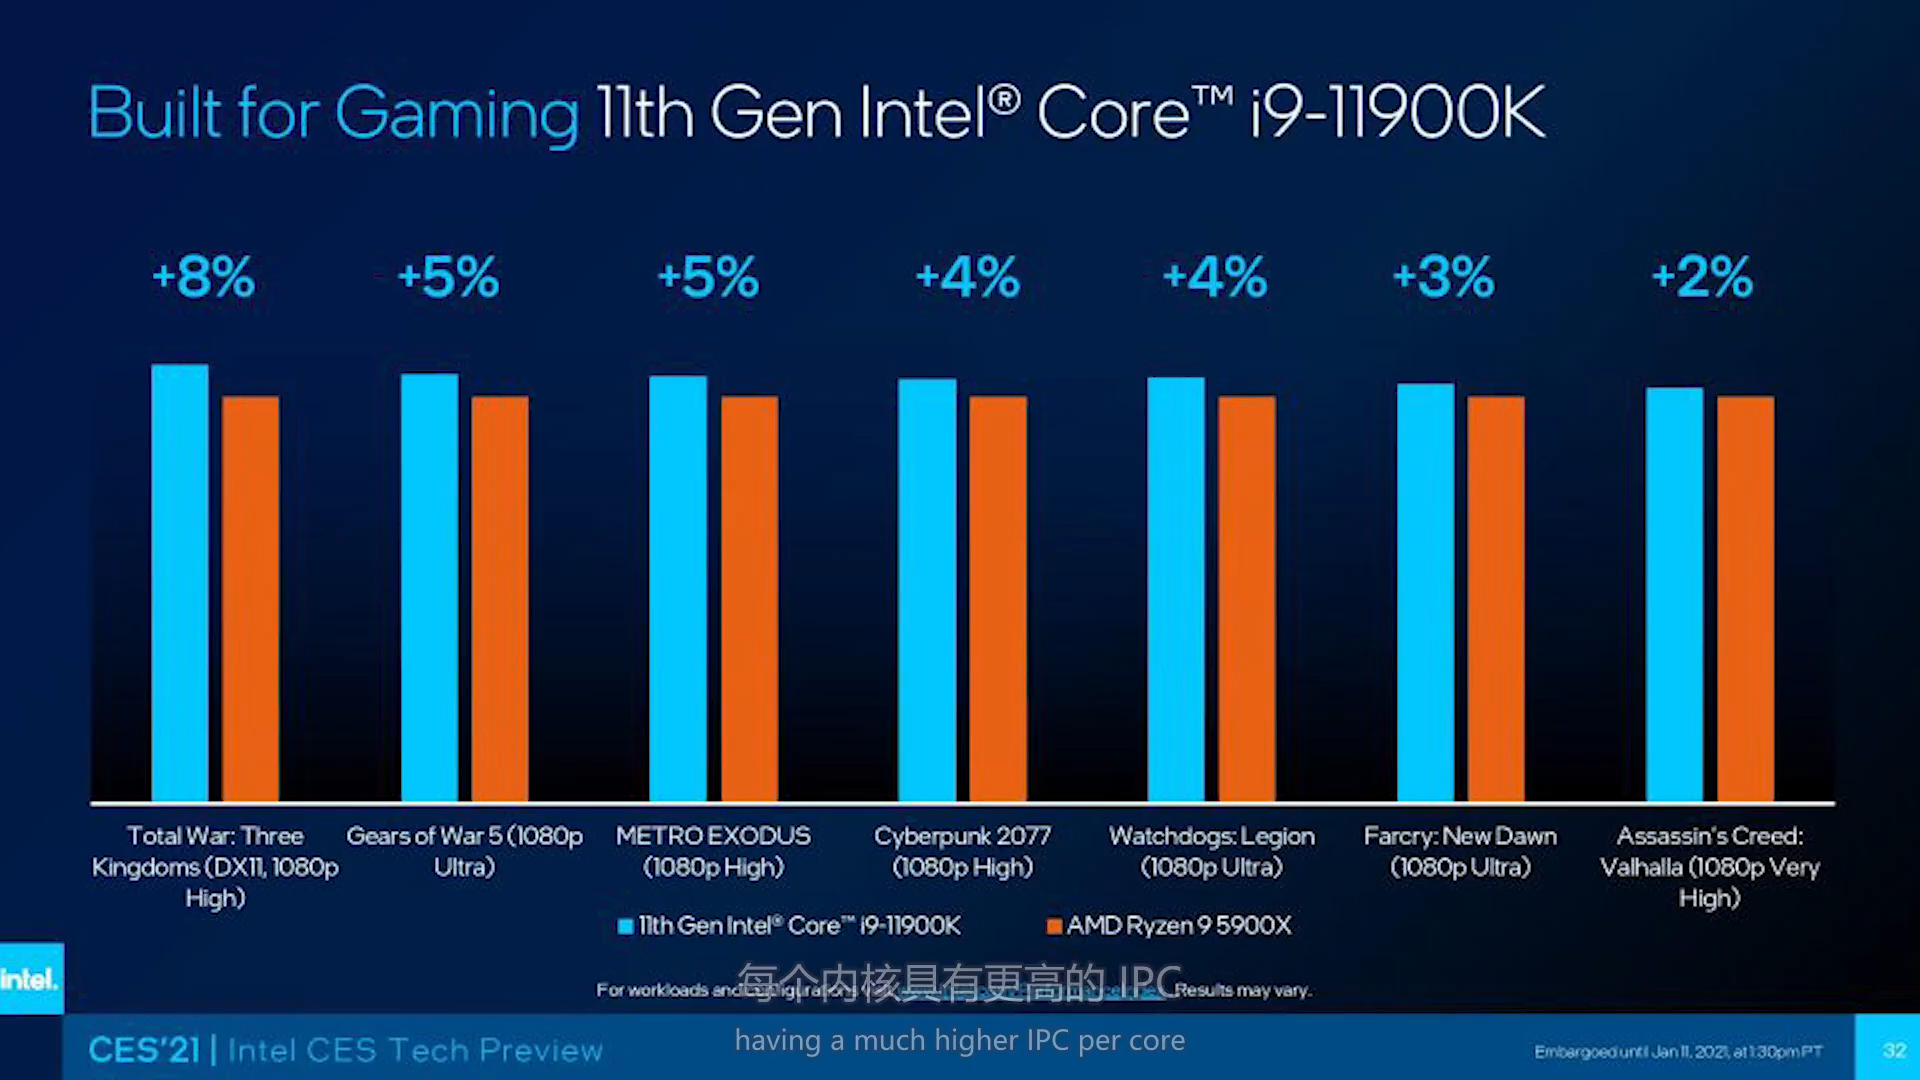 Built for Gaming 11th Gen Intel® Core™ i9-11900K
+8% +5% +5% +4% +4% +3% +2%
Total War: Three Kingdoms (DX11, 1080p High)
Gears of War 5 (1080p Ultra)
METRO EXODUS (1080p High)
Cyberpunk 2077 (1080p High)
Watchdogs: Legion (1080p Ultra)
Farcry: New Dawn (1080p Ultra)
Assassin's Creed: Valhalla (1080p Very High)
11th Gen Intel® Core™ i9-11900K
AMD Ryzen 9 5900X
intel.
For workloads and configurations Results may vary.
每个内核具有更高的 IPC
having a much higher IPC per core
CES'21 | Intel CES Tech Preview
Embargoed until Jan 11, 2021, at 1:30pm PT
32